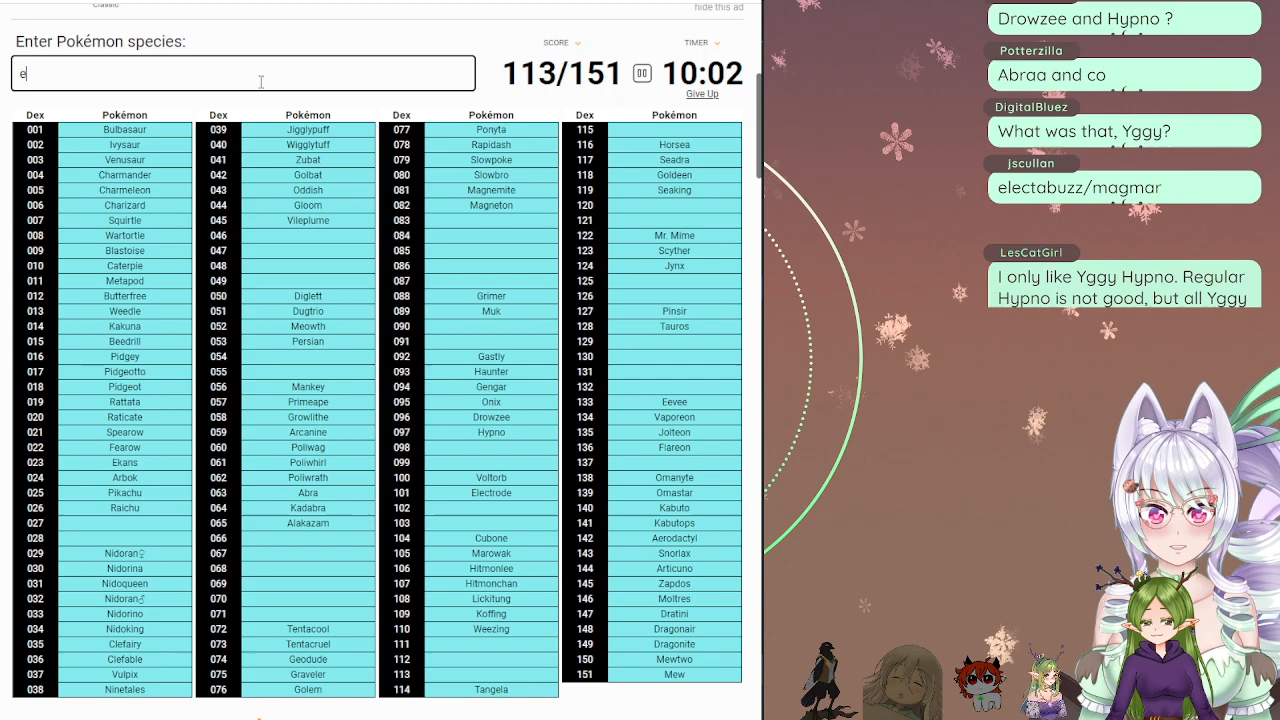 Classic
hide this ad
Enter Pokémon species:
SCORE
TIMER
e
113/151
10:02
Give Up
Dex Pokémon Dex Pokémon Dex Pokémon Dex Pokémon
001 Bulbasaur 039 Jigglypuff 077 Ponyta 115
002 Ivysaur 040 Wigglytuff 078 Rapidash 116 Horsea
003 Venusaur 041 Zubat 079 Slowpoke 117 Seadra
004 Charmander 042 Golbat 080 Slowbro 118 Goldeen
005 Charmeleon 043 Oddish 081 Magnemite 119 Seaking
006 Charizard 044 Gloom 082 Magneton 120
007 Squirtle 045 Vileplume 083 121
008 Wartortle 046 084 122 Mr. Mime
009 Blastoise 047 085 123 Scyther
010 Caterpie 048 086 124 Jynx
011 Metapod 049 087 125
012 Butterfree 050 Diglett 088 Grimer 126
013 Weedle 051 Dugtrio 089 Muk 127 Pinsir
014 Kakuna 052 Meowth 090 128 Tauros
015 Beedrill 053 Persian 091 129
016 Pidgey 054 092 Gastly 130
017 Pidgeotto 055 093 Haunter 131
018 Pidgeot 056 Mankey 094 Gengar 132
019 Rattata 057 Primeape 095 Onix 133 Eevee
020 Raticate 058 Growlithe 096 Drowzee 134 Vaporeon
021 Spearow 059 Arcanine 097 Hypno 135 Jolteon
022 Fearow 060 Poliwag 098 136 Flareon
023 Ekans 061 Poliwhirl 099 137
024 Arbok 062 Poliwrath 100 Voltorb 138 Omanyte
025 Pikachu 063 Abra 101 Electrode 139 Omastar
026 Raichu 064 Kadabra 102 140 Kabuto
027 065 Alakazam 103 141 Kabutops
028 066 104 Cubone 142 Aerodactyl
029 Nidoran♀ 067 105 Marowak 143 Snorlax
030 Nidorina 068 106 Hitmonlee 144 Articuno
031 Nidoqueen 069 107 Hitmonchan 145 Zapdos
032 Nidoran♂ 070 108 Lickitung 146 Moltres
033 Nidorino 071 109 Koffing 147 Dratini
034 Nidoking 072 Tentacool 110 Weezing 148 Dragonair
035 Clefairy 073 Tentacruel 111 149 Dragonite
036 Clefable 074 Geodude 112 150 Mewtwo
037 Vulpix 075 Graveler 113 151 Mew
038 Ninetales 076 Golem 114 Tangela
Drowzee and Hypno ?
Potterzilla
Abraa and co
DigitalBluez
What was that, Yggy?
jscullan
electabuzz/magmar
LesCatGirl
I only like Yggy Hypno. Regular
Hypno is not good, but all Yggy